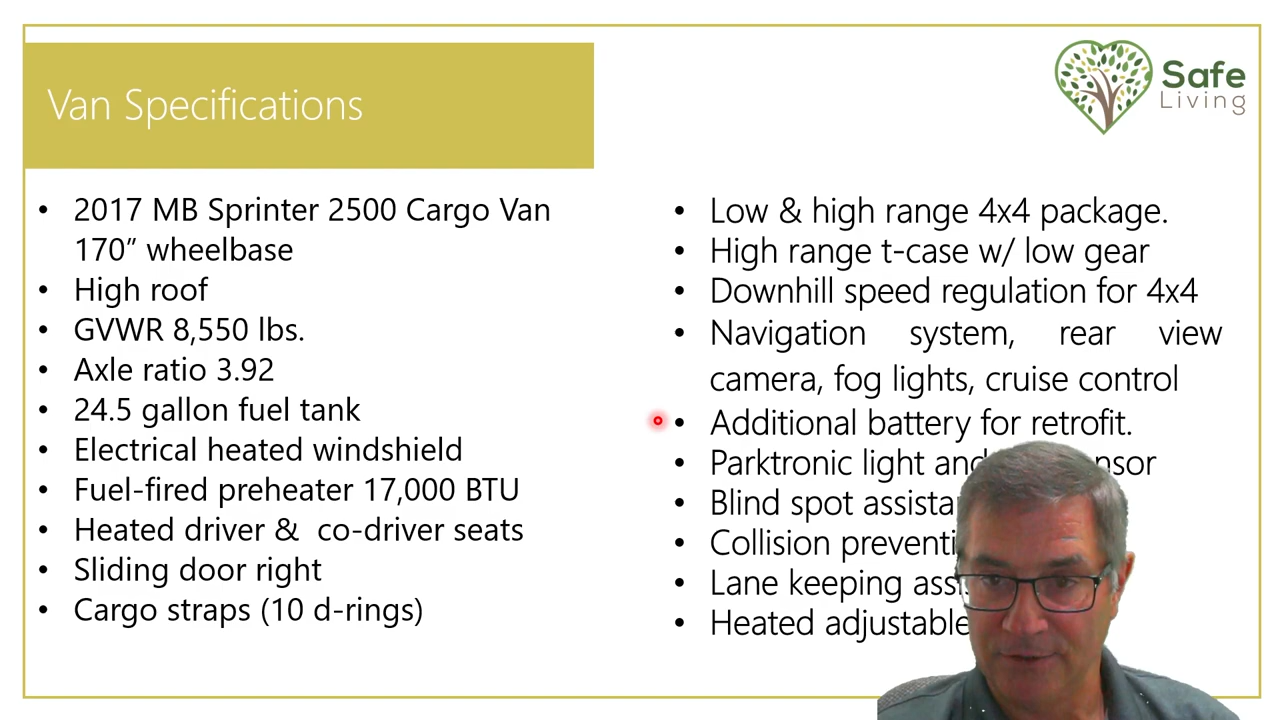 Van Specifications
Safe
Living
• 2017 MB Sprinter 2500 Cargo Van
170” wheelbase
• High roof
• GVWR 8,550 lbs.
• Axle ratio 3.92
• 24.5 gallon fuel tank
• Electrical heated windshield
• Fuel-fired preheater 17,000 BTU
• Heated driver & co-driver seats
• Sliding door right
• Cargo straps (10 d-rings)
• Low & high range 4x4 package.
• High range t-case w/ low gear
• Downhill speed regulation for 4x4
• Navigation system, rear view
camera, fog lights, cruise control
• Additional battery for retrofit.
• Parktronic light and
• Blind spot
• Collision
• Lane keeping
• Heated adjustable